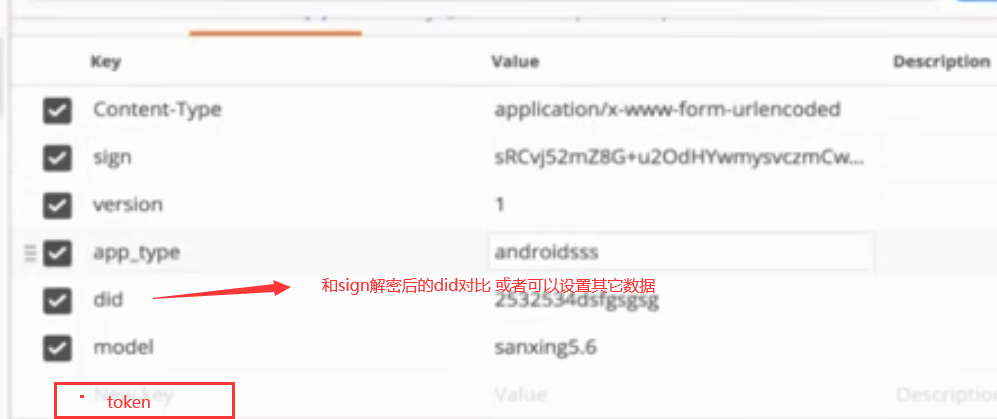 Key Value Description
Content-Type application/x-www-form-urlencoded
sign sRCvj52mZ8G+u2OdHYwmysvczmCw...
version 1
app_type androidsss
和sign解密后的did对比 或者可以设置其它数据
did 2532534dsfgsgsg
model sanxing5.6
New key Value Description
token